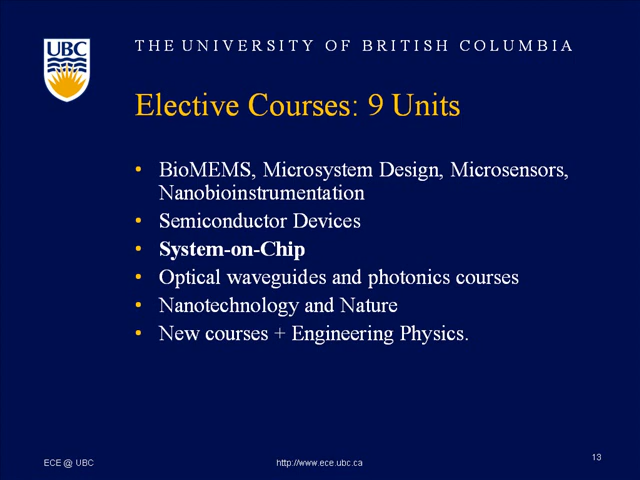 UBC
THE UNIVERSITY OF BRITISH COLUMBIA
Elective Courses: 9 Units
• BioMEMS, Microsystem Design, Microsensors,
Nanobioinstrumentation
• Semiconductor Devices
• System-on-Chip
• Optical waveguides and photonics courses
• Nanotechnology and Nature
• New courses + Engineering Physics.
ECE @ UBC
http://www.ece.ubc.ca
13